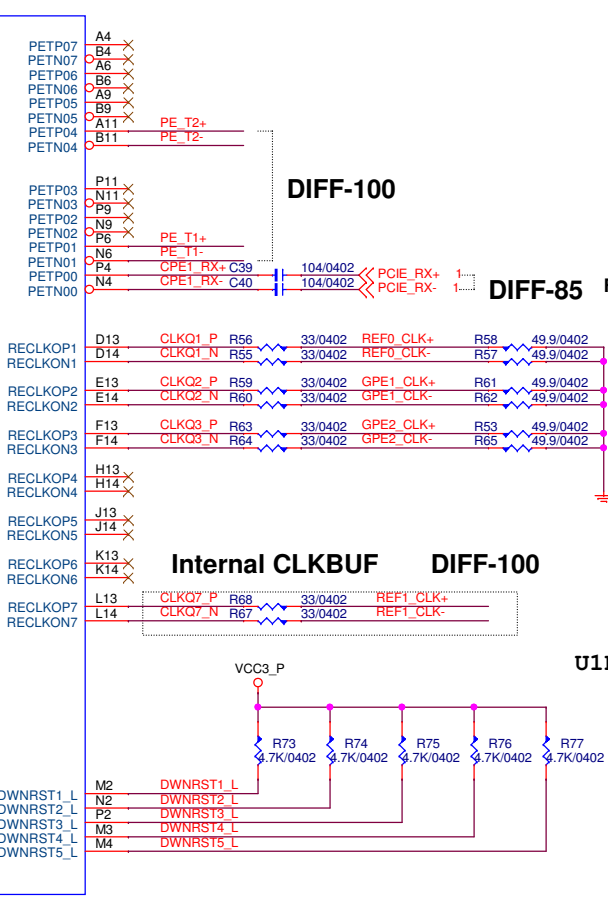 PETP07 A4
PETN07 B4
PETP06 A6
PETN06 B6
PETP05 A9
PETN05 B9
PETP04 A11 PE_T2+
PETN04 B11 PE_T2-
DIFF-100
PETP03 P11
PETN03 N11
PETP02 P9
PETN02 N9
PETP01 P6 PE_T1+
PETN01 N6 PE_T1-
PETP00 P4 CPE1_RX+ C39 104/0402 PCIE_RX+ 1
PETN00 N4 CPE1_RX- C40 104/0402 PCIE_RX- 1
DIFF-85
RECLKOP1 D13 CLKQ1_P R56 33/0402 REF0_CLK+ R58 49.9/0402
RECLKON1 D14 CLKQ1_N R55 33/0402 REF0_CLK- R57 49.9/0402
RECLKOP2 E13 CLKQ2_P R59 33/0402 GPE1_CLK+ R61 49.9/0402
RECLKON2 E14 CLKQ2_N R60 33/0402 GPE1_CLK- R62 49.9/0402
RECLKOP3 F13 CLKQ3_P R63 33/0402 GPE2_CLK+ R53 49.9/0402
RECLKON3 F14 CLKQ3_N R64 33/0402 GPE2_CLK- R65 49.9/0402
RECLKOP4 H13
RECLKON4 H14
RECLKOP5 J13
RECLKON5 J14
RECLKOP6 K13
RECLKON6 K14
Internal CLKBUF DIFF-100
RECLKOP7 L13 CLKQ7_P R68 33/0402 REF1_CLK+
RECLKON7 L14 CLKQ7_N R67 33/0402 REF1_CLK-
VCC3_P
R73 R74 R75 R76 R77
4.7K/0402 4.7K/0402 4.7K/0402 4.7K/0402 4.7K/0402
DWNRST1_L M2 DWNRST1_L
DWNRST2_L N2 DWNRST2_L
DWNRST3_L P2 DWNRST3_L
DWNRST4_L M3 DWNRST4_L
DWNRST5_L M4 DWNRST5_L